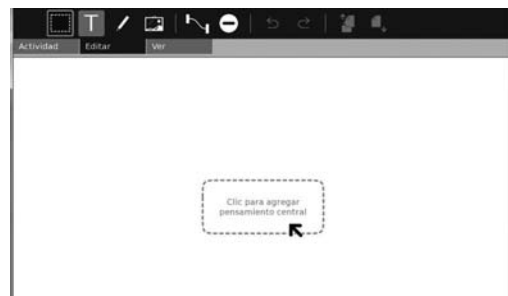 T
Actividad Editar Ver
Clic para agregar
pensamiento central